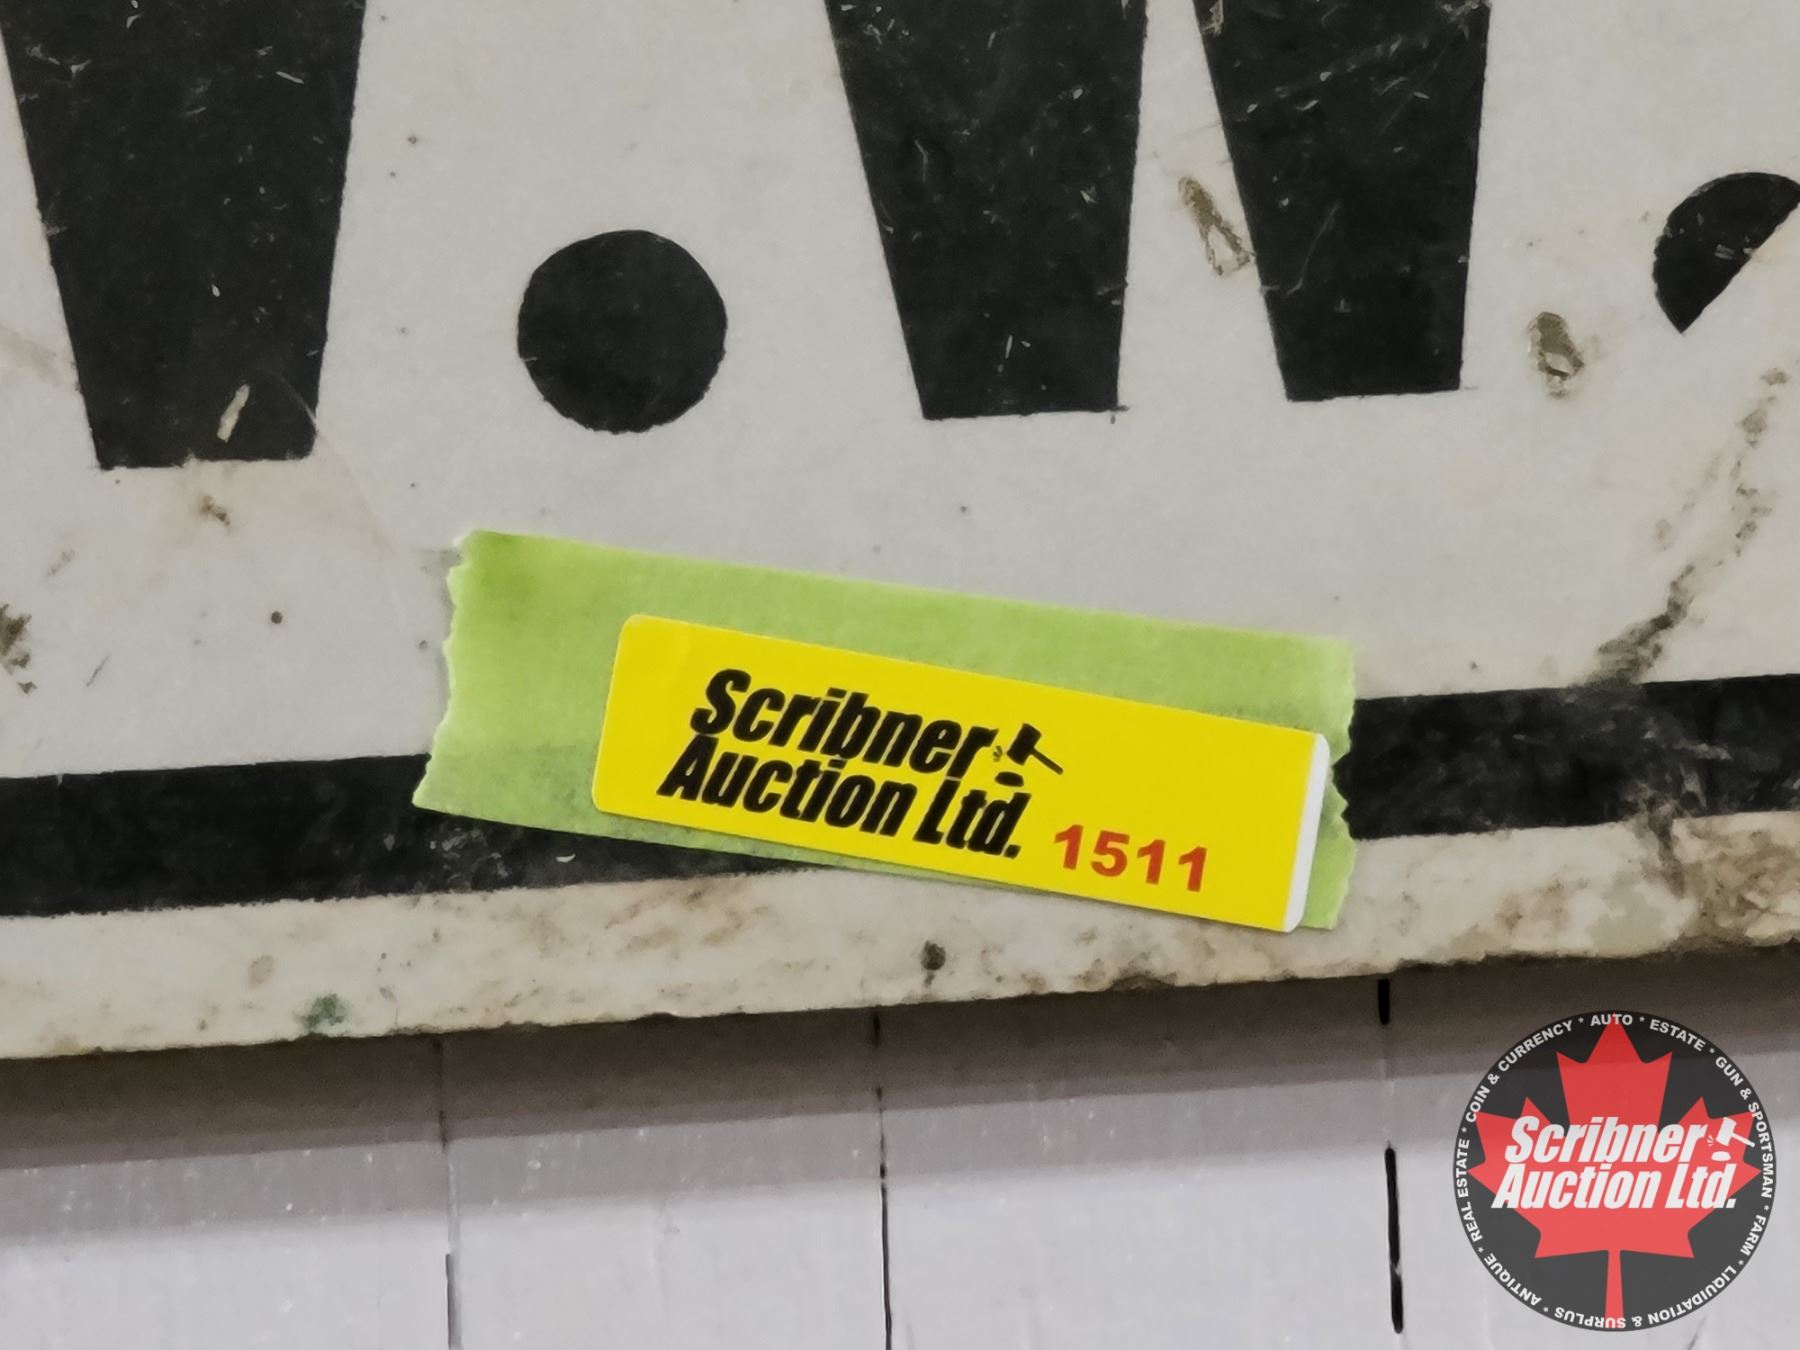 Scribner
Auction Ltd.
1511
COIN & CURRENCY * AUTO * ESTATE * GUN & SPORTSMAN * FARM * LIQUIDATION & SURPLUS * ANTIQUE * REAL ESTATE *
Scribner
Auction Ltd.